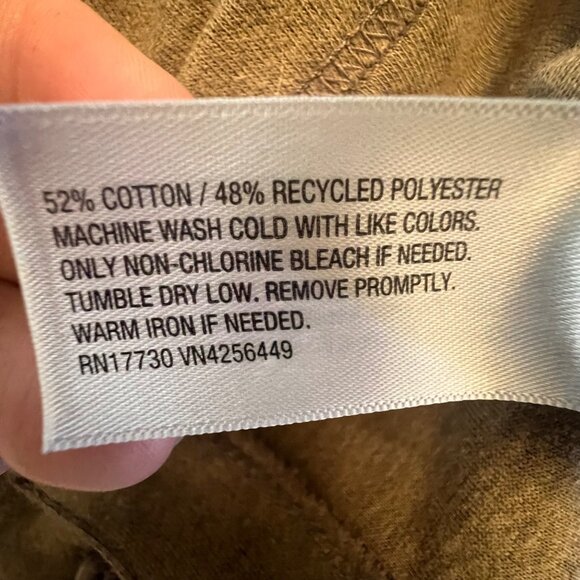 52% COTTON / 48% RECYCLED POLYESTER
MACHINE WASH COLD WITH LIKE COLORS.
ONLY NON-CHLORINE BLEACH IF NEEDED.
TUMBLE DRY LOW. REMOVE PROMPTLY.
WARM IRON IF NEEDED.
RN17730 VN4256449